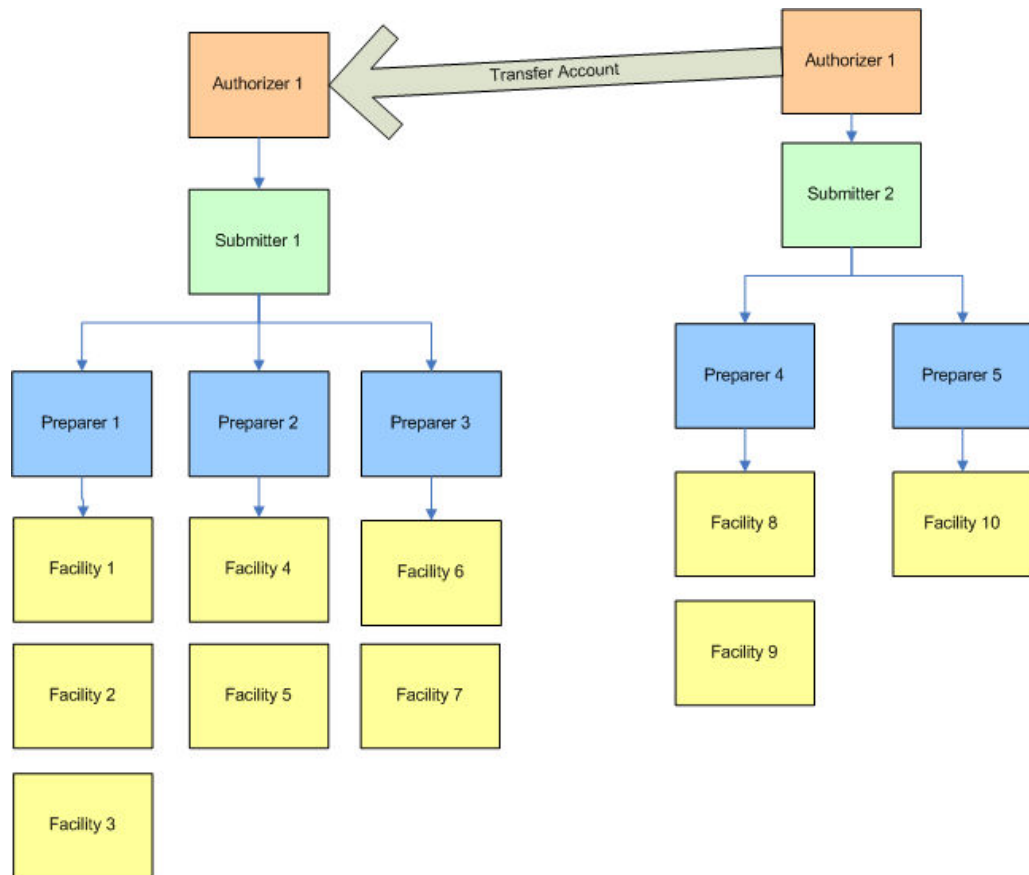 Authorizer 1
Transfer Account
Authorizer 1
Submitter 1
Submitter 2
Preparer 1
Preparer 2
Preparer 3
Preparer 4
Preparer 5
Facility 1
Facility 4
Facility 6
Facility 8
Facility 10
Facility 2
Facility 5
Facility 7
Facility 9
Facility 3